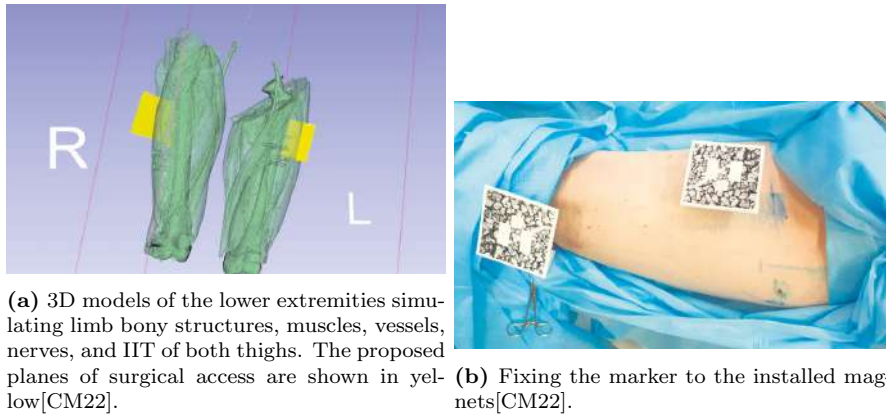 R
L
(a) 3D models of the lower extremities simu-
lating limb bony structures, muscles, vessels,
nerves, and IIT of both thighs. The proposed
planes of surgical access are shown in yel-
low[CM22].
(b) Fixing the marker to the installed mag-
nets[CM22].